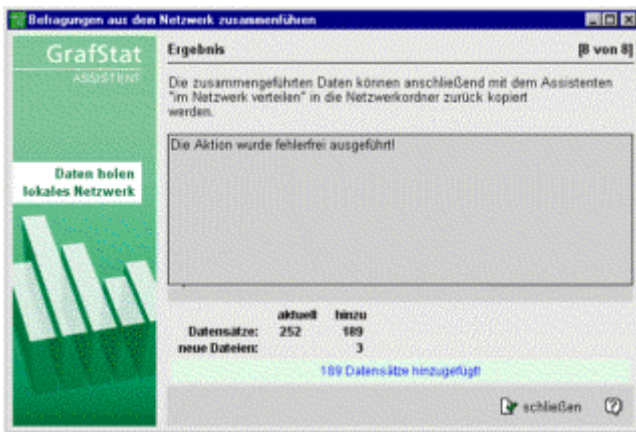 Befragungen aus dem Netzwerk zusammenführen
GrafStat
ASSISTENT
Ergebnis
[8 von 8]
Die zusammengeführten Daten können anschließend mit dem Assistenten
"im Netzwerk verteilen" in die Netzwerkordner zurück kopiert
werden.
Die Aktion wurde fehlerfrei ausgeführt!
Daten holen
lokales Netzwerk
aktuell hinzu
Datensätze: 252 189
neue Dateien: 3
189 Datensätze hinzugefügt!
schließen